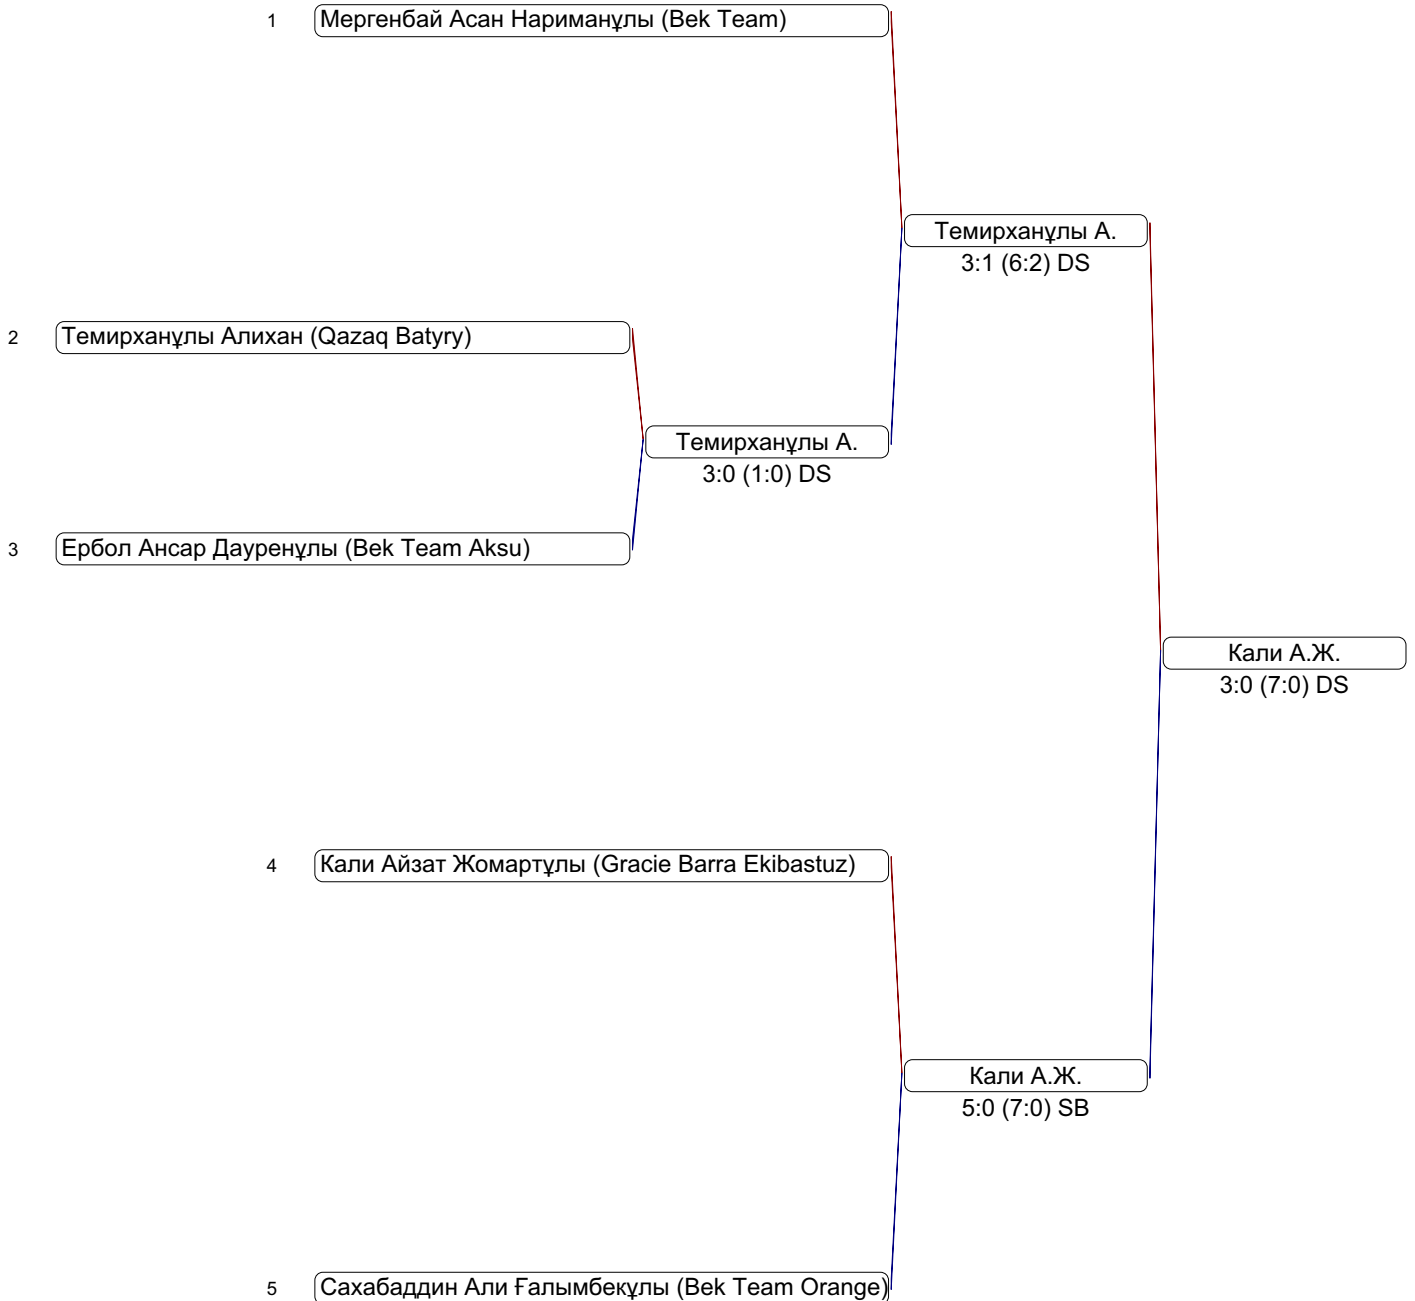 1 Мергенбай Асан Нариманұлы (Bek Team)
Темирханұлы А.
3:1 (6:2) DS
2 Темирханұлы Алихан (Qazaq Batyry)
Темирханұлы А.
3:0 (1:0) DS
3 Ербол Ансар Дауренұлы (Bek Team Aksu)
Кали А.Ж.
3:0 (7:0) DS
4 Кали Айзат Жомартұлы (Gracie Barra Ekibastuz)
Кали А.Ж.
5:0 (7:0) SB
5 Сахабаддин Али Ғалымбекұлы (Bek Team Orange)